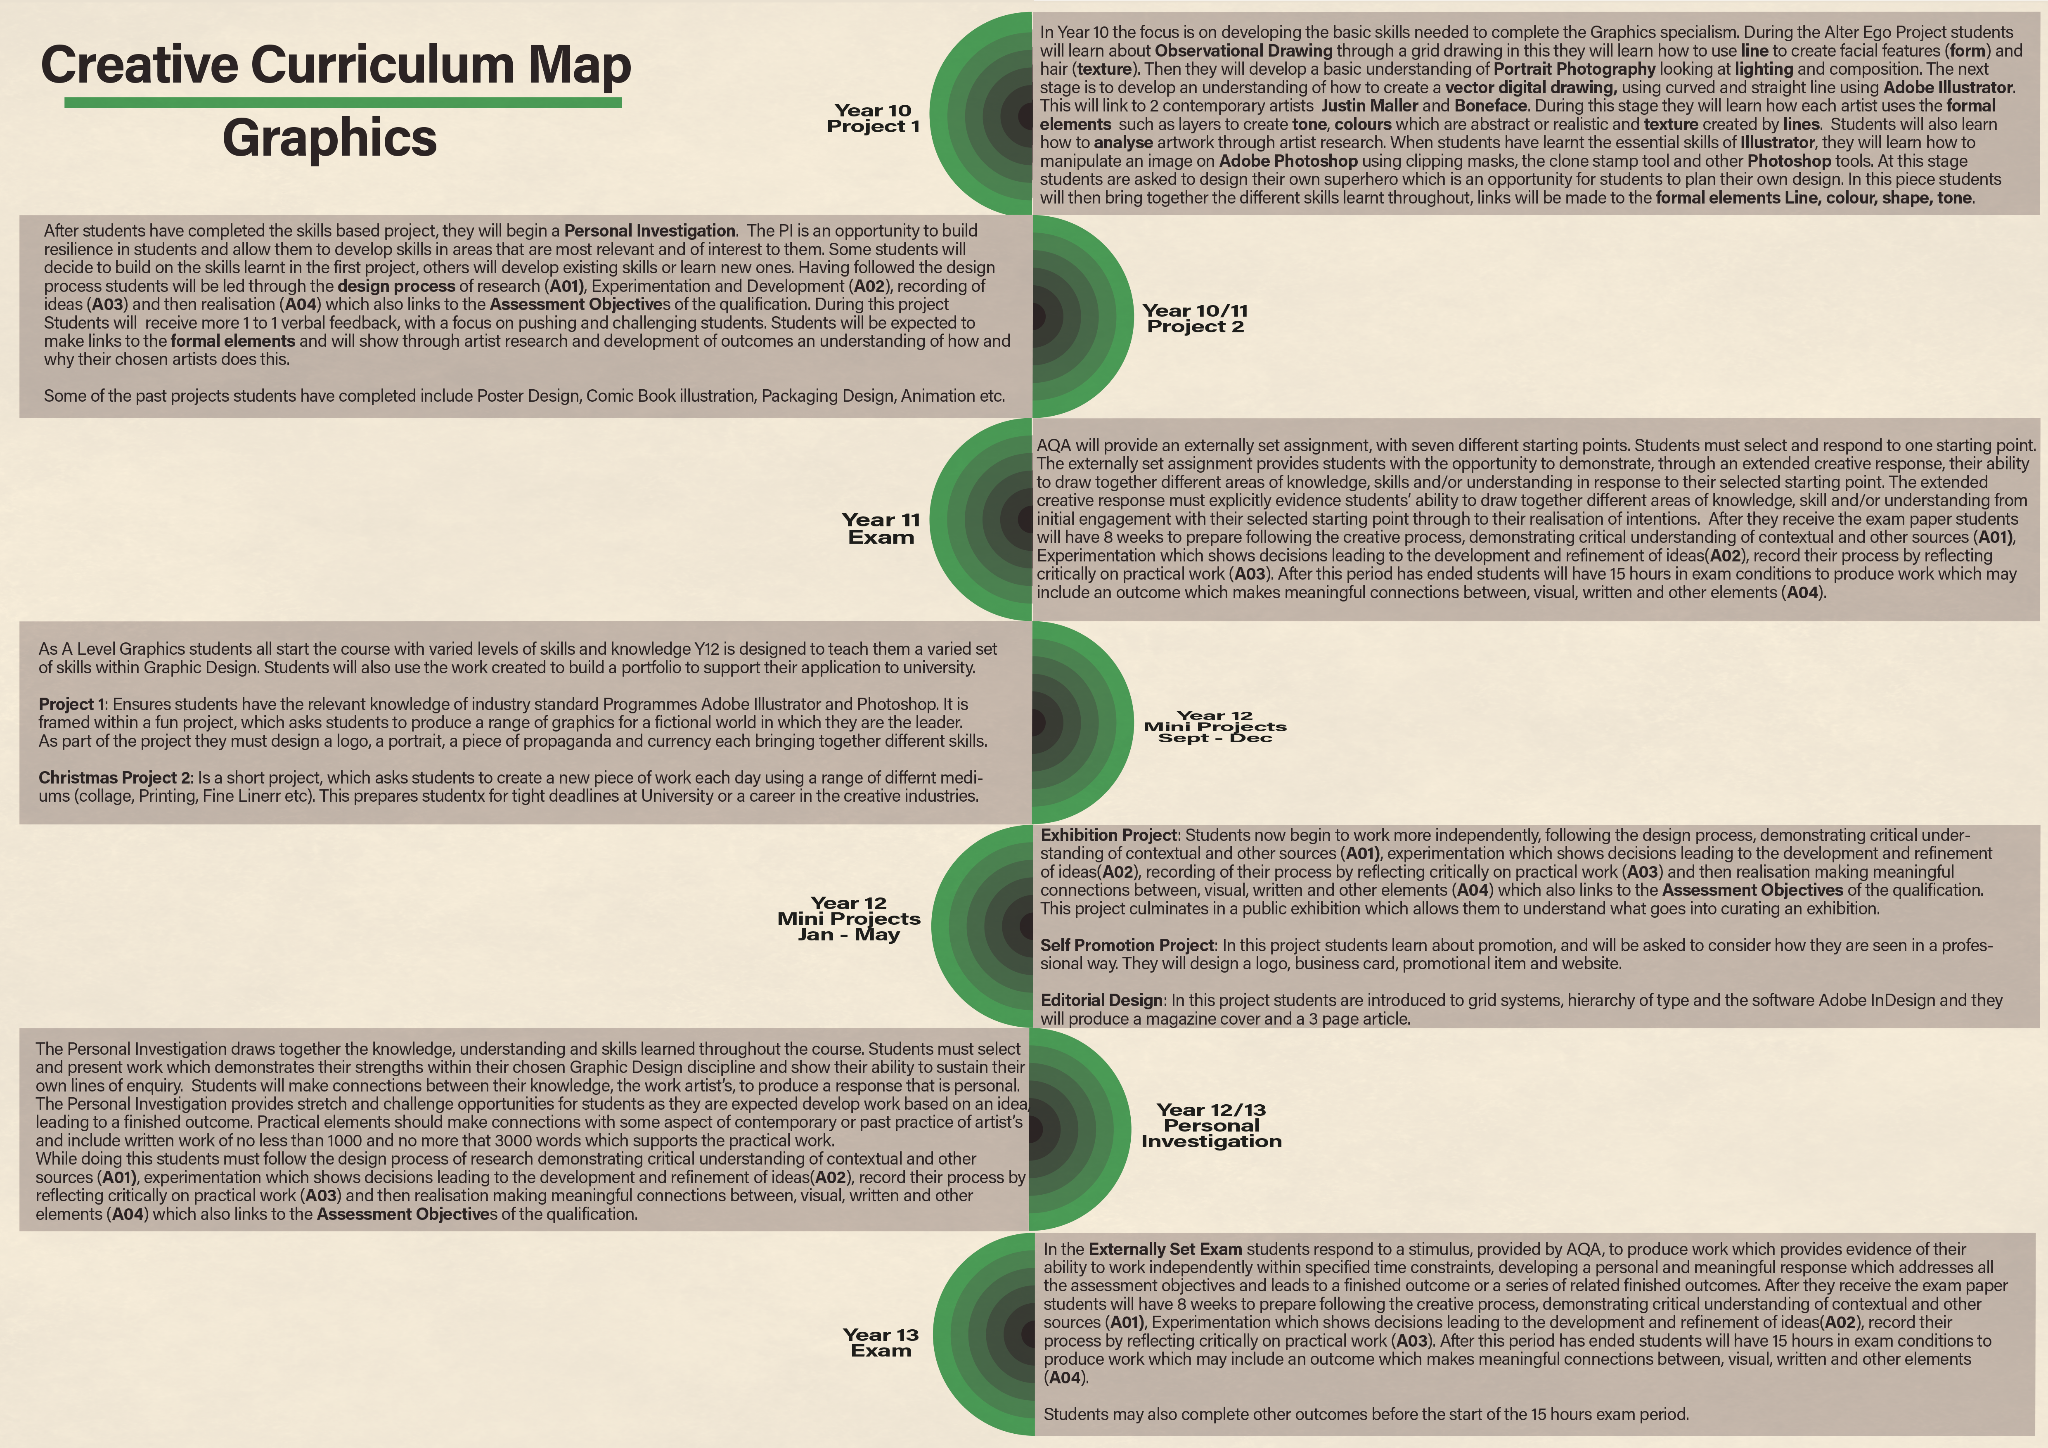 Creative Curriculum Map
Graphics
Year 10
Project 1
In Year 10 the focus is on developing the basic skills needed to complete the Graphics specialism. During the Alter Ego Project students
will learn about Observational Drawing through a grid drawing in this they will learn how to use line to create facial features (form) and
hair (texture). Then they will develop a basic understanding of Portrait Photography looking at lighting and composition. The next
stage is to develop an understanding of how to create a vector digital drawing, using curved and straight line using Adobe Illustrator.
This will link to 2 contemporary artists Justin Maller and Boneface. During this stage they will learn how each artist uses the formal
elements such as layers to create tone, colours which are abstract or realistic and texture created by lines. Students will also learn
how to analyse artwork through artist research. When students have learnt the essential skills of Illustrator, they will learn how to
manipulate an image on Adobe Photoshop using clipping masks, the clone stamp tool and other Photoshop tools. At this stage
students are asked to design their own superhero which is an opportunity for students to plan their own design. In this piece students
will then bring together the different skills learnt throughout, links will be made to the formal elements Line, colour, shape, tone.
After students have completed the skills based project, they will begin a Personal Investigation. The PI is an opportunity to build
resilience in students and allow them to develop skills in areas that are most relevant and of interest to them. Some students will
decide to build on the skills learnt in the first project, others will develop existing skills or learn new ones. Having followed the design
process students will be led through the design process of research (A01), Experimentation and Development (A02), recording of
ideas (A03) and then realisation (A04) which also links to the Assessment Objectives of the qualification. During this project
Students will receive more 1 to 1 verbal feedback, with a focus on pushing and challenging students. Students will be expected to
make links to the formal elements and will show through artist research and development of outcomes an understanding of how and
why their chosen artists does this.
Some of the past projects students have completed include Poster Design, Comic Book illustration, Packaging Design, Animation etc.
Year 10/11
Project 2
Year 11
Exam
AQA will provide an externally set assignment, with seven different starting points. Students must select and respond to one starting point.
The externally set assignment provides students with the opportunity to demonstrate, through an extended creative response, their ability
to draw together different areas of knowledge, skills and/or understanding in response to their selected starting point. The extended
creative response must explicitly evidence students' ability to draw together different areas of knowledge, skill and/or understanding from
initial engagement with their selected starting point through to their realisation of intentions. After they receive the exam paper students
will have 8 weeks to prepare following the creative process, demonstrating critical understanding of contextual and other sources (A01),
Experimentation which shows decisions leading to the development and refinement of ideas(A02), record their process by reflecting
critically on practical work (A03). After this period has ended students will have 15 hours in exam conditions to produce work which may
include an outcome which makes meaningful connections between, visual, written and other elements (A04).
As A Level Graphics students all start the course with varied levels of skills and knowledge Y12 is designed to teach them a varied set
of skills within Graphic Design. Students will also use the work created to build a portfolio to support their application to university.
Project 1: Ensures students have the relevant knowledge of industry standard Programmes Adobe Illustrator and Photoshop. It is
framed within a fun project, which asks students to produce a range of graphics for a fictional world in which they are the leader.
As part of the project they must design a logo, a portrait, a piece of propaganda and currency each bringing together different skills.
Christmas Project 2: Is a short project, which asks students to create a new piece of work each day using a range of differnt medi-
ums (collage, Printing, Fine Linerr etc). This prepares studentx for tight deadlines at University or a career in the creative industries.
Year 12
Mini Projects
Sept - Dec
Year 12
Mini Projects
Jan - May
Exhibition Project: Students now begin to work more independently, following the design process, demonstrating critical under-
standing of contextual and other sources (A01), experimentation which shows decisions leading to the development and refinement
of ideas(A02), recording of their process by reflecting critically on practical work (A03) and then realisation making meaningful
connections between, visual, written and other elements (A04) which also links to the Assessment Objectives of the qualification.
This project culminates in a public exhibition which allows them to understand what goes into curating an exhibition.
Self Promotion Project: In this project students learn about promotion, and will be asked to consider how they are seen in a profes-
sional way. They will design a logo, business card, promotional item and website.
Editorial Design: In this project students are introduced to grid systems, hierarchy of type and the software Adobe InDesign and they
will produce a magazine cover and a 3 page article.
The Personal Investigation draws together the knowledge, understanding and skills learned throughout the course. Students must select
and present work which demonstrates their strengths within their chosen Graphic Design discipline and show their ability to sustain their
own lines of enquiry. Students will make connections between their knowledge, the work artist's, to produce a response that is personal.
The Personal Investigation provides stretch and challenge opportunities for students as they are expected develop work based on an idea,
leading to a finished outcome. Practical elements should make connections with some aspect of contemporary or past practice of artist's
and include written work of no less than 1000 and no more that 3000 words which supports the practical work.
While doing this students must follow the design process of research demonstrating critical understanding of contextual and other
sources (A01), experimentation which shows decisions leading to the development and refinement of ideas(A02), record their process by
reflecting critically on practical work (A03) and then realisation making meaningful connections between, visual, written and other
elements (A04) which also links to the Assessment Objectives of the qualification.
Year 12/13
Personal
Investigation
Year 13
Exam
In the Externally Set Exam students respond to a stimulus, provided by AQA, to produce work which provides evidence of their
ability to work independently within specified time constraints, developing a personal and meaningful response which addresses all
the assessment objectives and leads to a finished outcome or a series of related finished outcomes. After they receive the exam paper
students will have 8 weeks to prepare following the creative process, demonstrating critical understanding of contextual and other
sources (A01), Experimentation which shows decisions leading to the development and refinement of ideas(A02), record their
process by reflecting critically on practical work (A03). After this period has ended students will have 15 hours in exam conditions to
produce work which may include an outcome which makes meaningful connections between, visual, written and other elements
(A04).
Students may also complete other outcomes before the start of the 15 hours exam period.